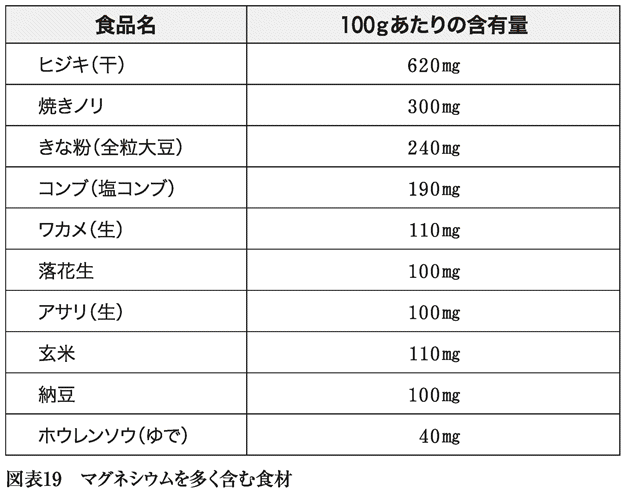 食品名 100gあたりの含有量
ヒジキ（干） 620㎎
焼きノリ 300㎎
きな粉（全粒大豆） 240㎎
コンブ（塩コンブ） 190㎎
ワカメ（生） 110㎎
落花生 100㎎
アサリ（生） 100㎎
玄米 110㎎
納豆 100㎎
ホウレンソウ（ゆで） 40㎎
図表19　マグネシウムを多く含む食材